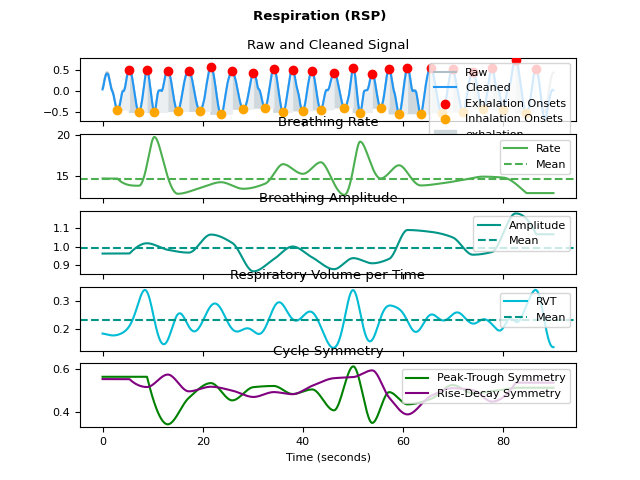 Respiration (RSP)
Raw and Cleaned Signal
0.5
0.0
−0.5
Raw
Cleaned
Exhalation Onsets
Inhalation Onsets
exhalation
Breathing Rate
20
15
Rate
Mean
Breathing Amplitude
1.1
1.0
0.9
Amplitude
Mean
Respiratory Volume per Time
0.3
0.2
RVT
Mean
Cycle Symmetry
0.6
0.4
Peak-Trough Symmetry
Rise-Decay Symmetry
0 20 40 60 80
Time (seconds)